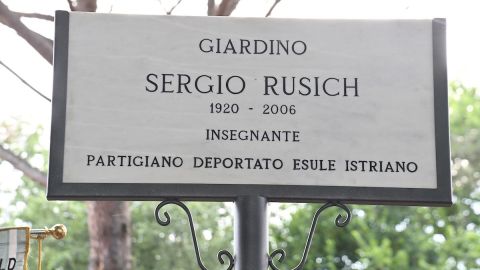 GIARDINO
SERGIO RUSICH
1920 - 2006
INSEGNANTE
PARTIGIANO DEPORTATO ESULE ISTRIANO